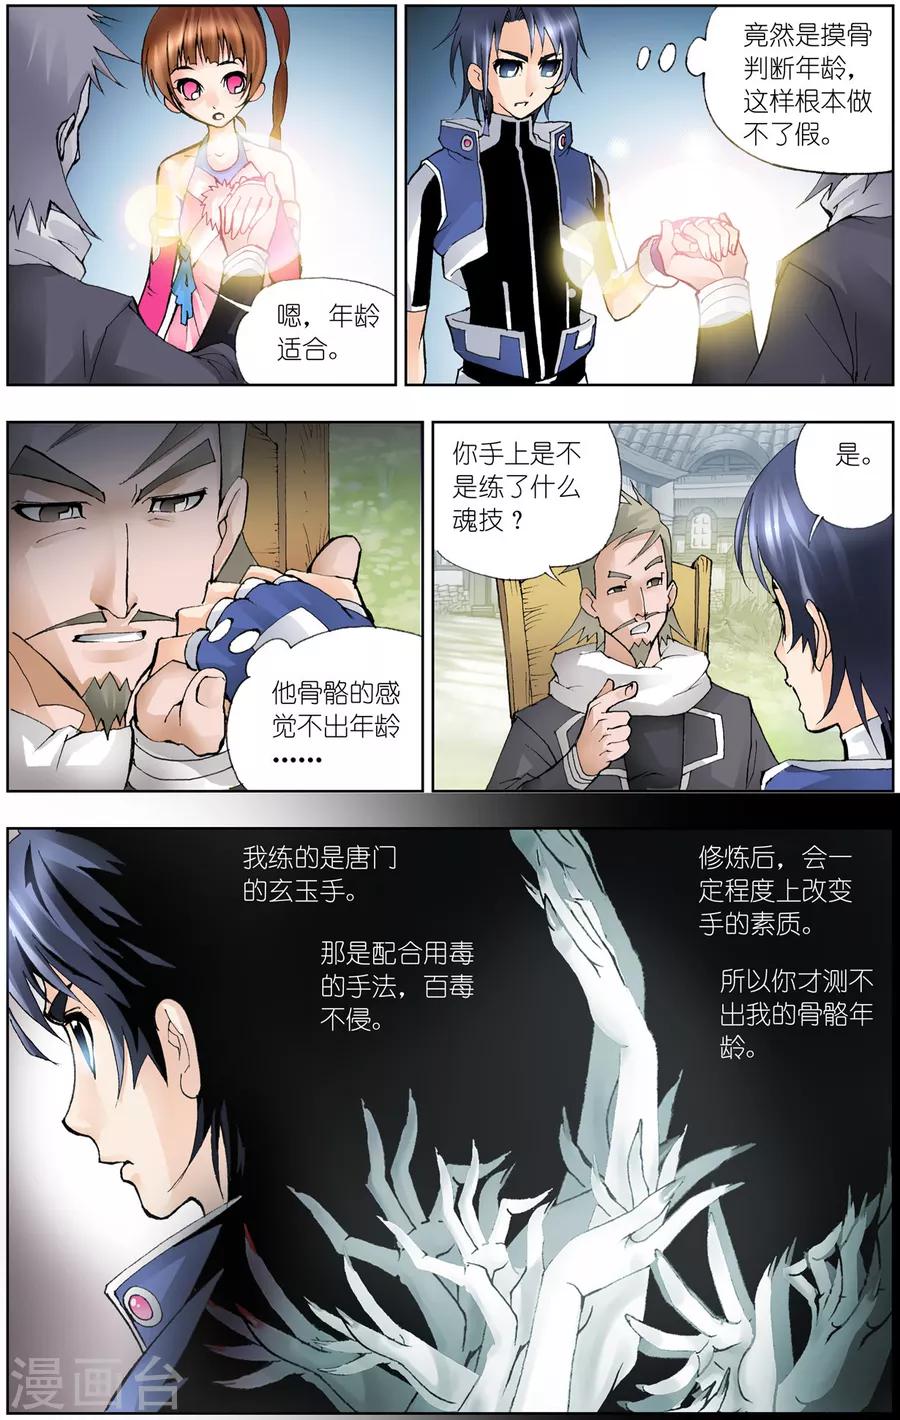 嗯，年龄
适合。
竟然是摸骨
判断年龄，
这样根本做
不了假。
他骨骼的感
觉不出年龄
……
你手上是不
是练了什么
魂技？
是。
我练的是唐门
的玄玉手。
那是配合用毒
的手法，百毒
不侵。
修炼后，会一
定程度上改变
手的素质。
所以你才测不
出我的骨骼年
龄。
漫画台